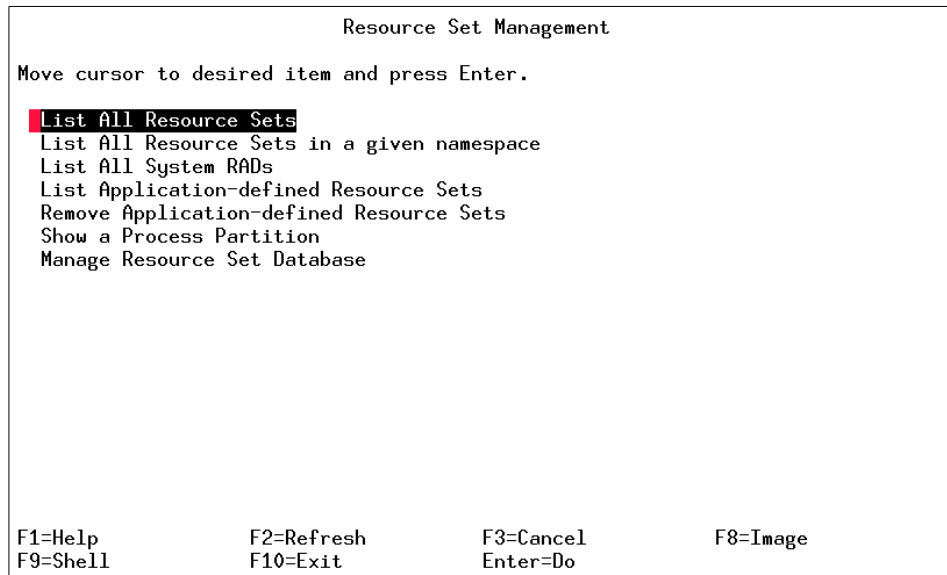 Resource Set Management
Move cursor to desired item and press Enter.
List All Resource Sets
List All Resource Sets in a given namespace
List All System RADs
List Application-defined Resource Sets
Remove Application-defined Resource Sets
Show a Process Partition
Manage Resource Set Database
F1=Help F2=Refresh F3=Cancel F8=Image
F9=Shell F10=Exit Enter=Do